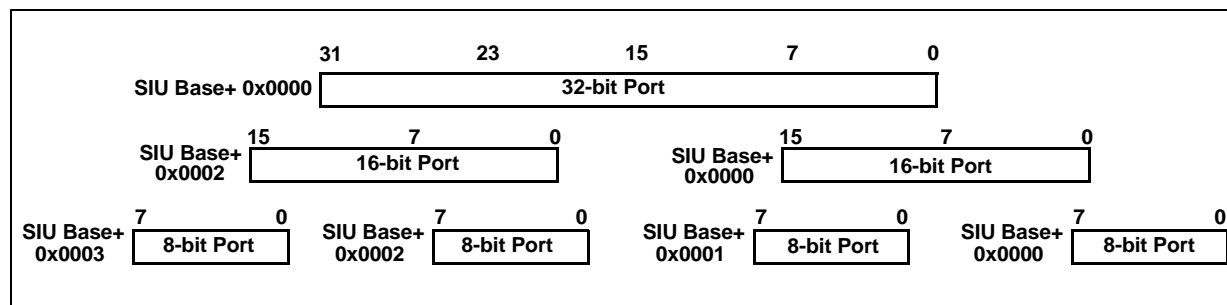 31 23 15 7 0
SIU Base+ 0x0000 32-bit Port
15 7 0 15 7 0
SIU Base+ 0x0002 16-bit Port SIU Base+ 0x0000 16-bit Port
7 0 7 0 7 0 7 0
SIU Base+ 0x0003 8-bit Port SIU Base+ 0x0002 8-bit Port SIU Base+ 0x0001 8-bit Port SIU Base+ 0x0000 8-bit Port